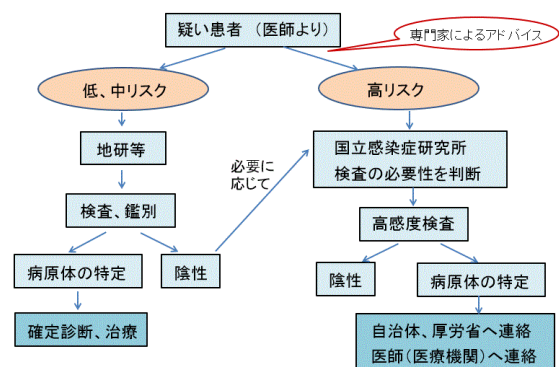 疑い患者 （医師より）
専門家によるアドバイス
低、中リスク
高リスク
地研等
国立感染症研究所
検査の必要性を判断
必要に
応じて
検査、鑑別
高感度検査
病原体の特定
陰性
陰性
病原体の特定
確定診断、治療
自治体、厚労省へ連絡
医師（医療機関）へ連絡